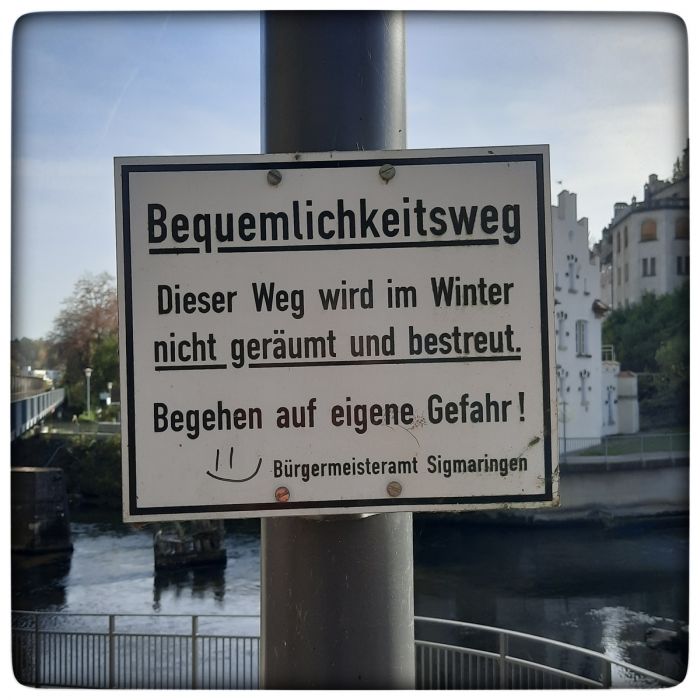 Bequemlichkeitsweg
Dieser Weg wird im Winter
nicht geräumt und bestreut.
Begehen auf eigene Gefahr!
Bürgermeisteramt Sigmaringen